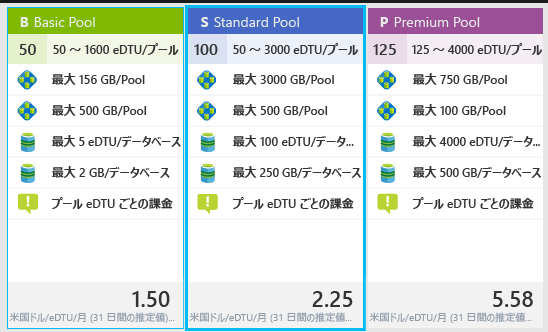 B Basic Pool
50 50 ～ 1600 eDTU/プール
最大 156 GB/Pool
最大 500 GB/Pool
最大 5 eDTU/データベース
最大 2 GB/データベース
プール eDTU ごとの課金
1.50
米国ドル/eDTU/月 (31 日間の推定値)...
S Standard Pool
100 50 ～ 3000 eDTU/プール
最大 3000 GB/Pool
最大 500 GB/Pool
最大 100 eDTU/データ...
最大 250 GB/データベース
プール eDTU ごとの課金
2.25
米国ドル/eDTU/月 (31 日間の推定値...
P Premium Pool
125 125 ～ 4000 eDTU/プール
最大 750 GB/Pool
最大 100 GB/Pool
最大 4000 eDTU/データ...
最大 500 GB/データベース
プール eDTU ごとの課金
5.58
米国ドル/eDTU/月 (31 日間の推定値...